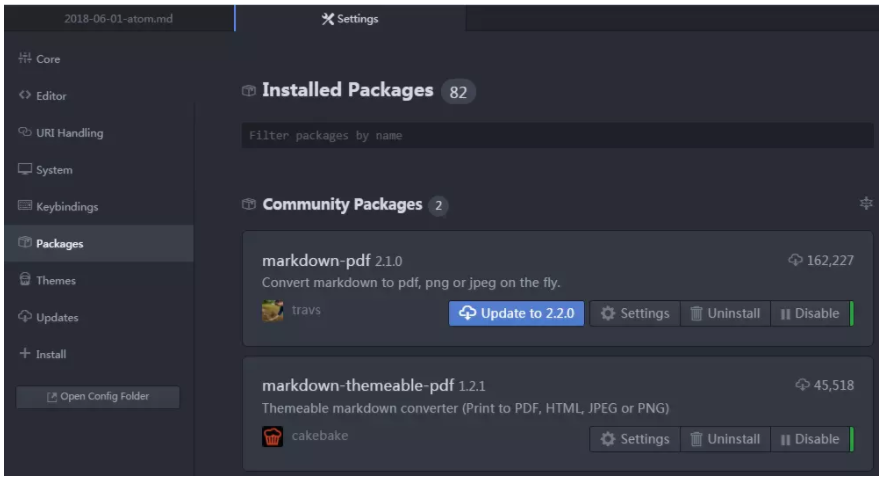 2018-06-01-atom.md
Settings
Core
Editor
URI Handling
System
Keybindings
Packages
Themes
Updates
Install
Open Config Folder
Installed Packages 82
Filter packages by name
Community Packages 2
markdown-pdf 2.1.0 162,227
Convert markdown to pdf, png or jpeg on the fly.
travs Update to 2.2.0 Settings Uninstall Disable
markdown-themeable-pdf 1.2.1 45,518
Themeable markdown converter (Print to PDF, HTML, JPEG or PNG)
cakebake Settings Uninstall Disable